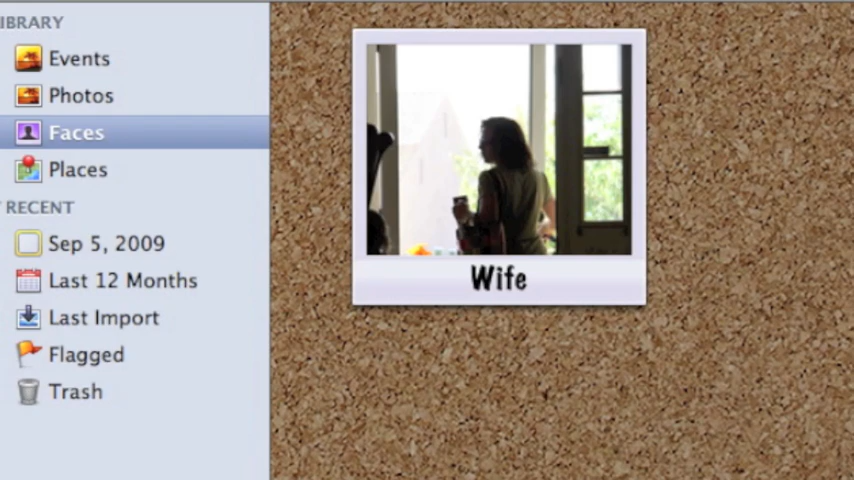 IBRARY
Events
Photos
Faces
Places
RECENT
Sep 5, 2009
Last 12 Months
Last Import
Flagged
Trash
Wife